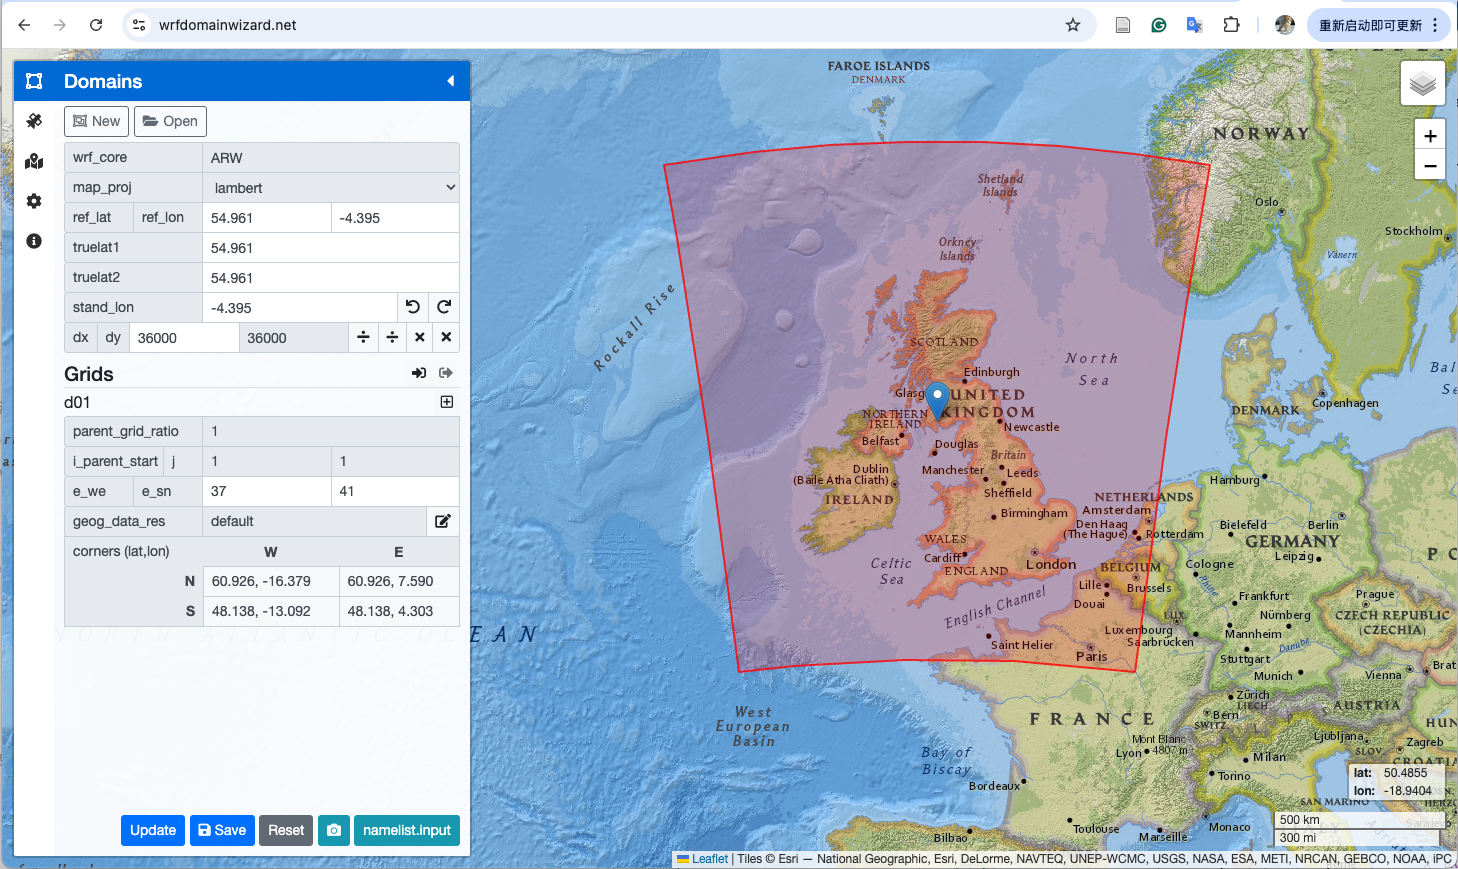 wrfdomainwizard.net
重新启动即可更新
Domains
New
Open
wrf_core
ARW
map_proj
lambert
ref_lat
ref_lon
54.961
-4.395
truelat1
54.961
truelat2
54.961
stand_lon
-4.395
dx
dy
36000
36000
Grids
d01
parent_grid_ratio
1
i_parent_start
j
1
1
e_we
e_sn
37
41
geog_data_res
default
corners (lat,lon)
W
E
N
60.926, -16.379
60.926, 7.590
S
48.138, -13.092
48.138, 4.303
Update
Save
Reset
namelist.input
FAROE ISLANDS
DENMARK
NORWAY
Shetland
Islands
Oslo
Stockholm
Orkney
Islands
Vänern
Rockall Rise
SCOTLAND
North
Sea
Edinburgh
Glasg
UNITED
KINGDOM
NORTHERN
IRELAND
Newcastle
Belfast
Douglas
DENMARK
Copenhagen
Britain
Dublin
(Baile Átha Cliath)
Manchester
Leeds
Sheffield
IRELAND
Hamburg
NETHERLANDS
Amsterdam
Birmingham
Den Haag
(The Hague)
Rotterdam
Bielefeld
Berlin
GERMANY
WALES
Cardiff
Leipzig
Celtic
Sea
ENGLAND
London
BELGIUM
Cologne
Lille
Brussels
Rhine
Douai
Frankfurt
Prague
English Channel
LUX.
Nürnberg
CZECH REPUBLIC
(CZECHIA)
Luxembourg
Mannheim
Saint Helier
Saarbrücken
Danube
Paris
Stuttgart
Munich
Vienna
Brat
NORTH ATLANTIC OCEAN
Zürich
LIECH.
AUSTRIA
West
European
Basin
FRANCE
Bern
SWITZ.
HUN
Mont Blanc
4807 m
Lyon
Ljubljana
SLOV.
Zagreb
Bay of
Biscay
Milan
CROATI
Torino
lat: 50.4855
lon: -18.9404
Bordeaux
SAN MARINO
HERZ
500 km
300 mi
Monaco
Sarajevo
Toulouse
Marseille
Bilbao
Leaflet | Tiles © Esri — National Geographic, Esri, DeLorme, NAVTEQ, UNEP-WCMC, USGS, NASA, ESA, METI, NRCAN, GEBCO, NOAA, iPC